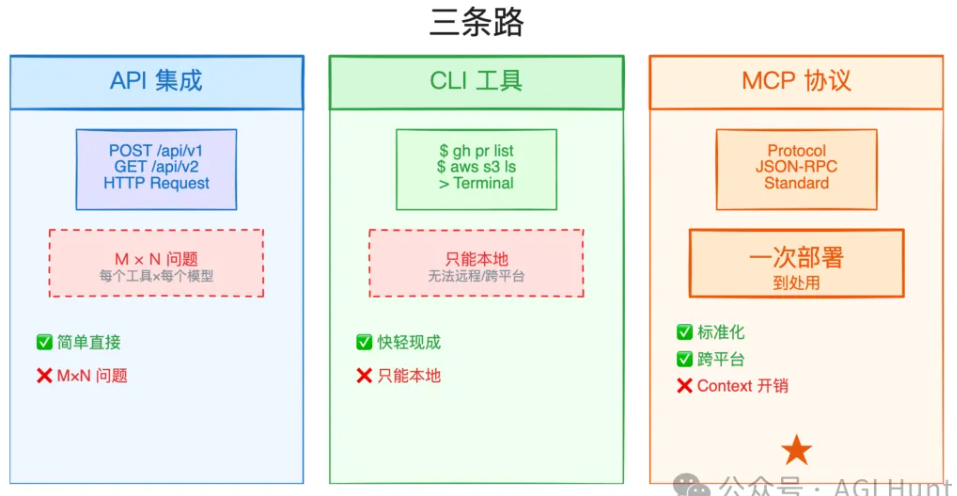 三条路
API 集成
POST /api/v1
GET /api/v2
HTTP Request
M × N 问题
每个工具×每个模型
✅ 简单直接
❌ M×N 问题
CLI 工具
$ gh pr list
$ aws s3 ls
> Terminal
只能本地
无法远程/跨平台
✅ 快轻现成
❌ 只能本地
MCP 协议
Protocol
JSON-RPC
Standard
一次部署
到处用
✅ 标准化
✅ 跨平台
❌ Context 开销
公众号 · AGI Hunt